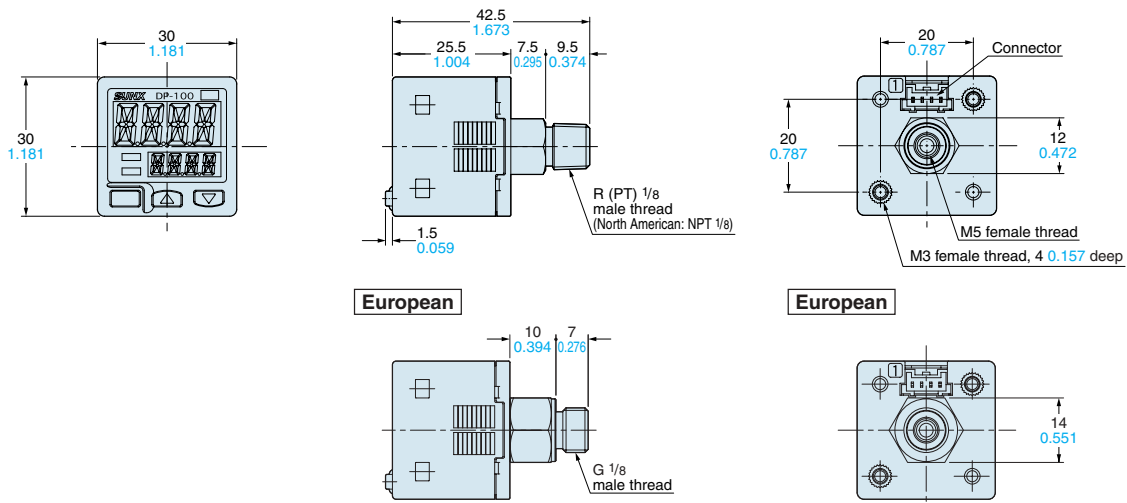 30
1.181
30
1.181
SUNX DP-100
42.5
1.673
25.5
1.004
7.5
0.295
9.5
0.374
1.5
0.059
R (PT) 1/8
male thread
(North American: NPT 1/8)
20
0.787
Connector
1
20
0.787
12
0.472
M5 female thread
M3 female thread, 4 0.157 deep
European
10
0.394
7
0.276
G 1/8
male thread
European
1
14
0.551